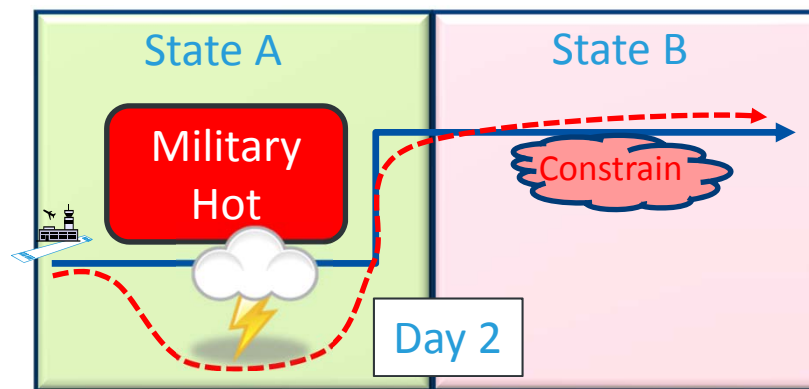 State A
State B
Military
Hot
Constrain
Day 2